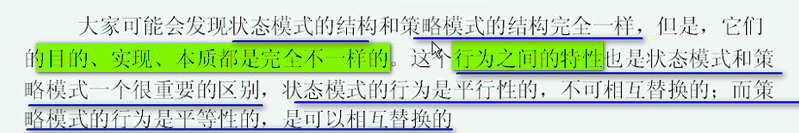 大家可能会发现状态模式的结构和策略模式的结构完全一样，但是，它们
的目的、实现、本质都是完全不一样的。这个行为之间的特性也是状态模式和策
略模式一个很重要的区别，状态模式的行为是平行性的，不可相互替换的；而策
略模式的行为是平等性的，是可以相互替换的